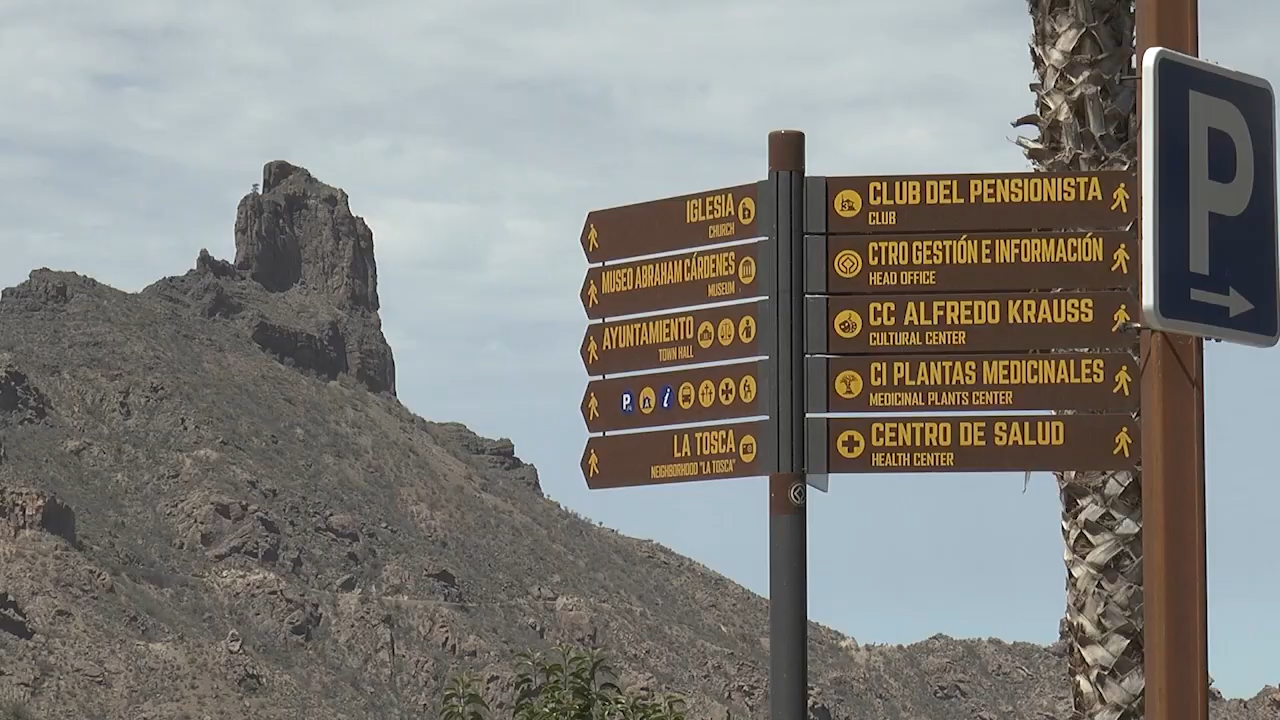 IGLESIA
CHURCH
MUSEO ABRAHAM CÁRDENES
MUSEUM
AYUNTAMIENTO
TOWN HALL
P i
LA TOSCA
NEIGHBORHOOD "LA TOSCA"
CLUB DEL PENSIONISTA
CLUB
CTRO GESTIÓN E INFORMACIÓN
HEAD OFFICE
CC ALFREDO KRAUSS
CULTURAL CENTER
CI PLANTAS MEDICINALES
MEDICINAL PLANTS CENTER
CENTRO DE SALUD
HEALTH CENTER
P